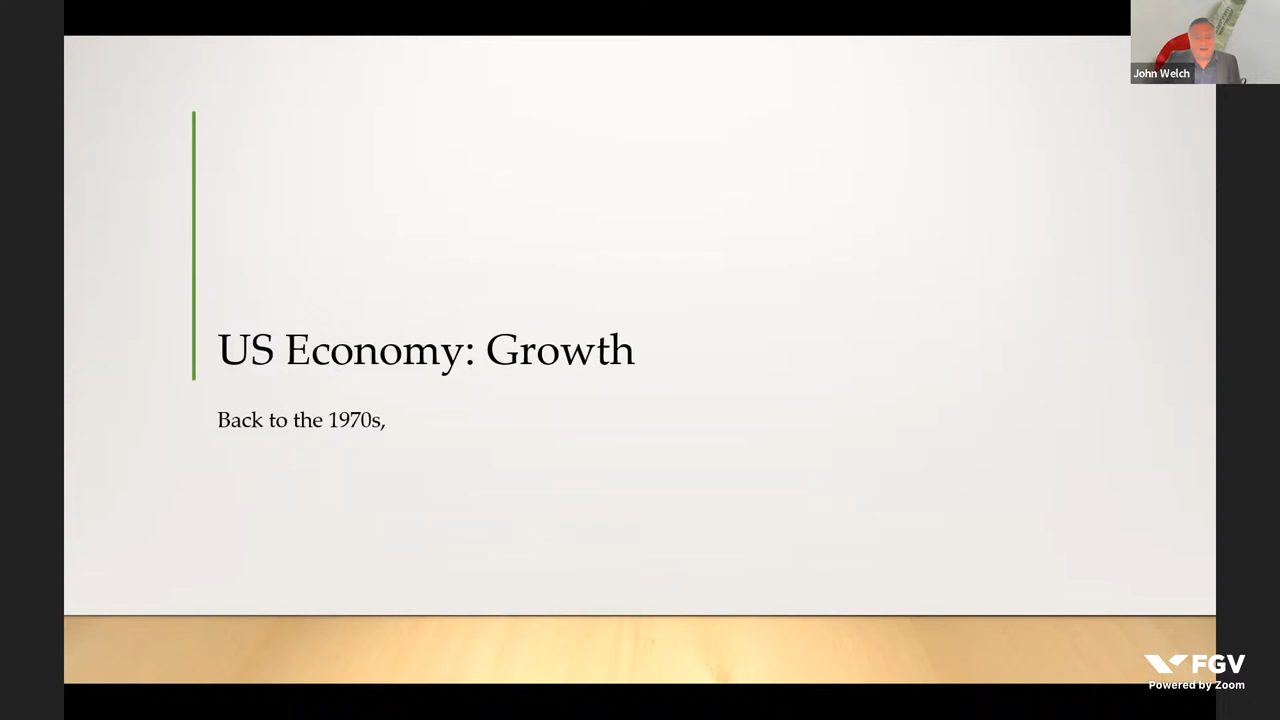 John Welch
US Economy: Growth
Back to the 1970s,
FGV
Powered by Zoom